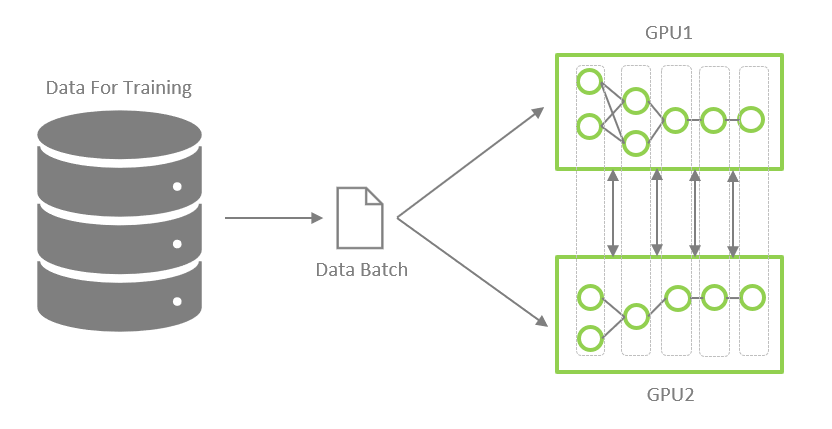 Data For Training
Data Batch
GPU1
GPU2